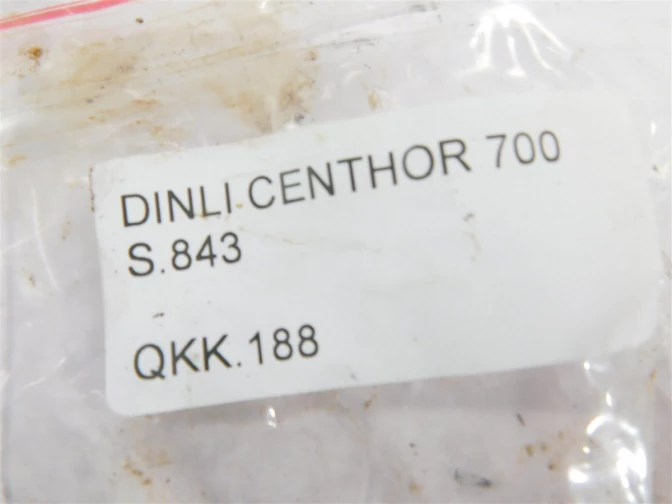 DINLI CENTHOR 700
S.843
QKK.188